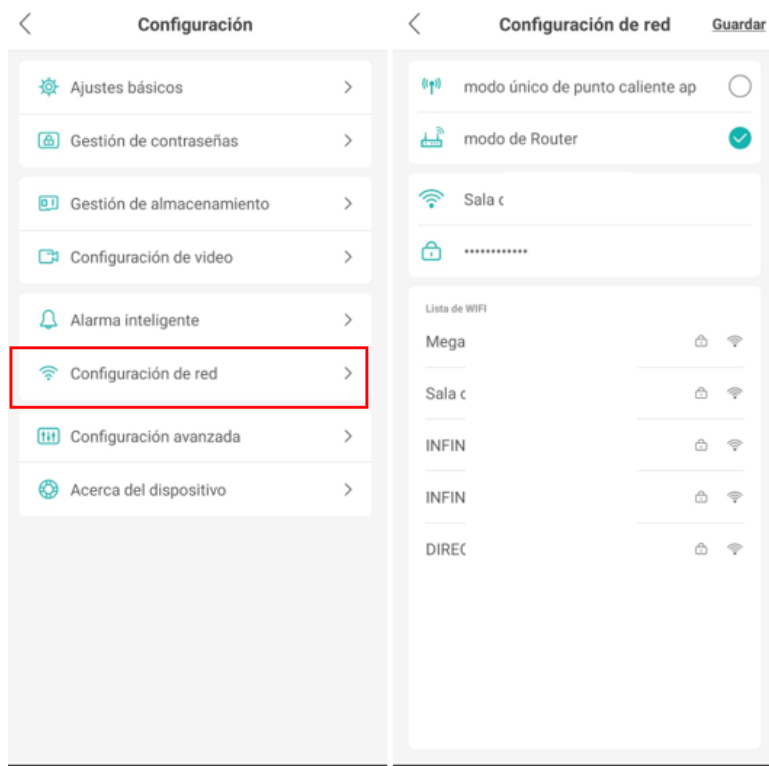 Configuración
Ajustes básicos
Gestión de contraseñas
Gestión de almacenamiento
Configuración de video
Alarma inteligente
Configuración de red
Configuración avanzada
Acerca del dispositivo
Configuración de red Guardar
modo único de punto caliente ap
modo de Router
Sala
••••••••••••
Lista de WIFI
Mega
Sala
INFIN
INFIN
DIREC